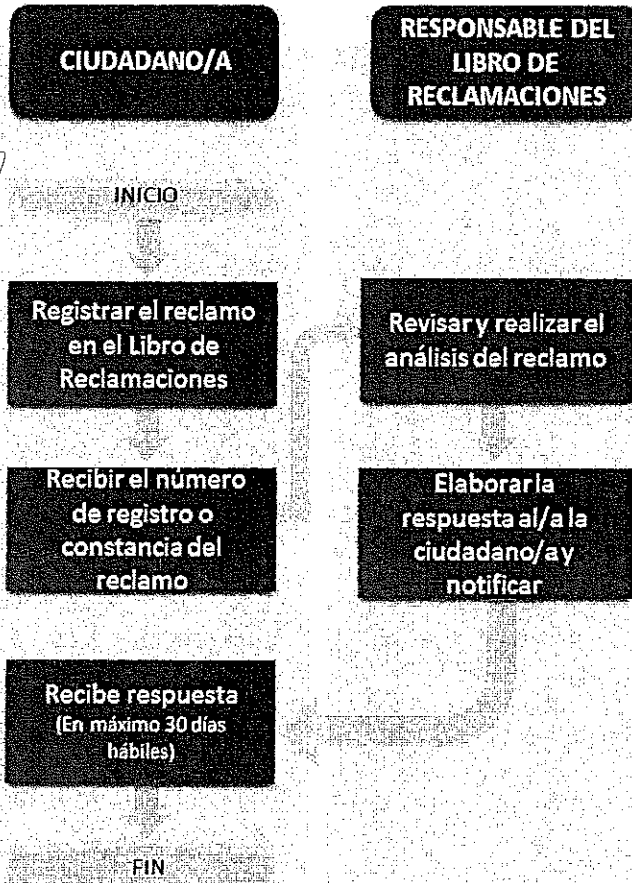 CIUDADANO/A
RESPONSABLE DEL
LIBRO DE
RECLAMACIONES
INICIO
Registrar el reclamo
en el Libro de
Reclamaciones
Revisar y realizar el
análisis del reclamo
Recibir el número
de registro o
constancia del
reclamo
Elaborar la
respuesta al/a la
ciudadano/a y
notificar
Recibe respuesta
(En máximo 30 días
hábiles)
FIN